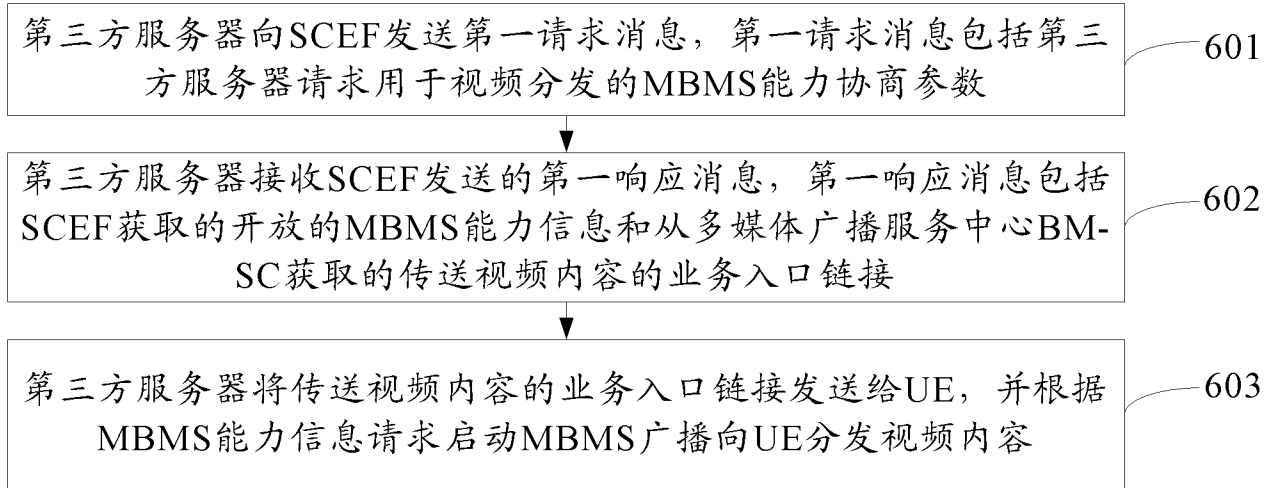 第三方服务器向SCEF发送第一请求消息，第一请求消息包括第三
方服务器请求用于视频分发的MBMS能力协商参数
601
第三方服务器接收SCEF发送的第一响应消息，第一响应消息包括
SCEF获取的开放的MBMS能力信息和从多媒体广播服务中心BM-
SC获取的传送视频内容的业务入口链接
602
第三方服务器将传送视频内容的业务入口链接发送给UE，并根据
MBMS能力信息请求启动MBMS广播向UE分发视频内容
603